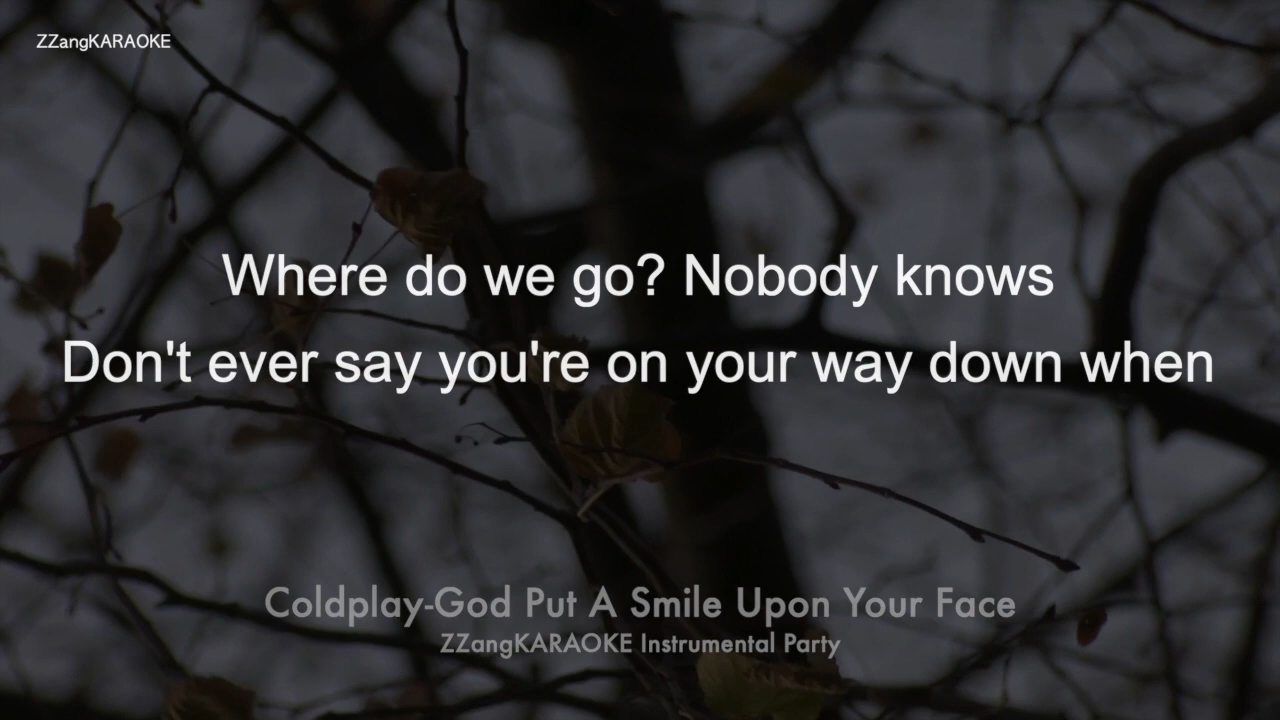 ZZangKARAOKE
Where do we go? Nobody knows
Don't ever say you're on your way down when
Coldplay-God Put A Smile Upon Your Face
ZZangKARAOKE Instrumental Party